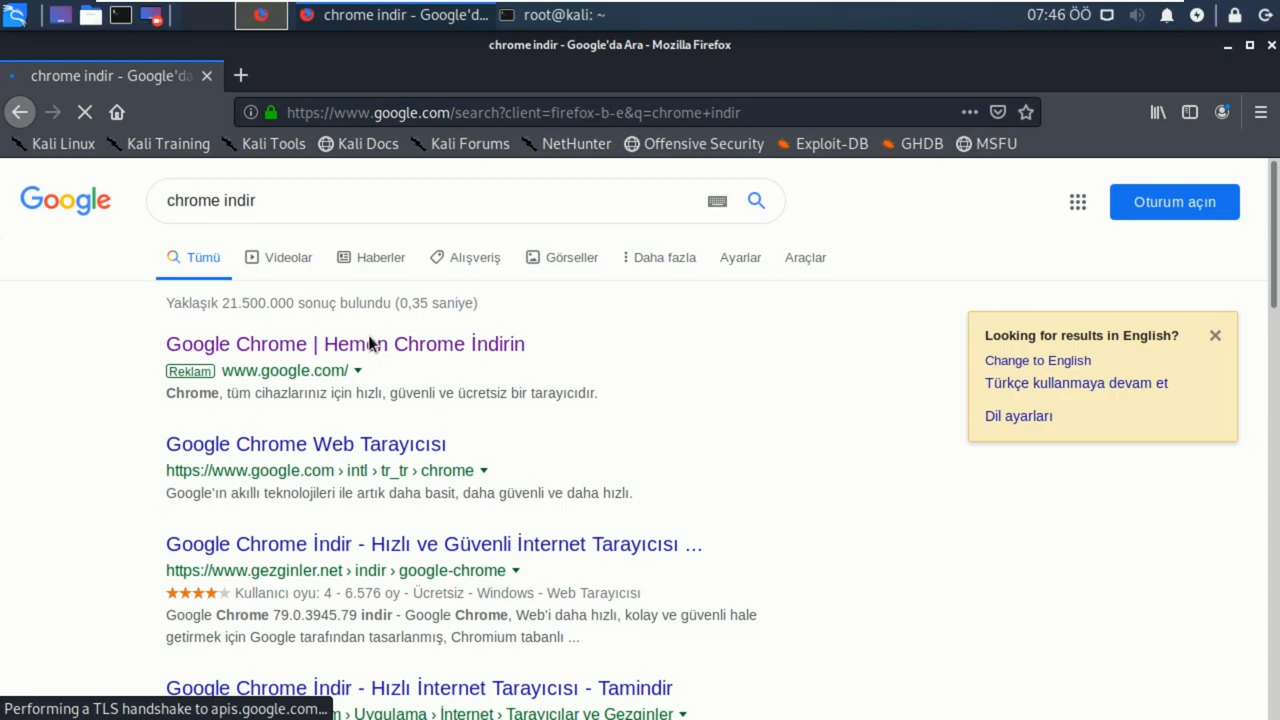 chrome indir - Google'd...
root@kali: ~
07:46 ÖÖ
chrome indir - Google'da Ara - Mozilla Firefox
chrome indir - Google'da
https://www.google.com/search?client=firefox-b-e&q=chrome+indir
Kali Linux
Kali Training
Kali Tools
Kali Docs
Kali Forums
NetHunter
Offensive Security
Exploit-DB
GHDB
MSFU
Google
chrome indir
Oturum açın
Tümü
Videolar
Haberler
Alışveriş
Görseller
Daha fazla
Ayarlar
Araçlar
Yaklaşık 21.500.000 sonuç bulundu (0,35 saniye)
Google Chrome | Hemen Chrome İndirin
Reklam www.google.com/
Chrome, tüm cihazlarınız için hızlı, güvenli ve ücretsiz bir tarayıcıdır.
Looking for results in English?
Change to English
Türkçe kullanmaya devam et
Dil ayarları
Google Chrome Web Tarayıcısı
https://www.google.com › intl › tr_tr › chrome
Google'ın akıllı teknolojileri ile artık daha basit, daha güvenli ve daha hızlı.
Google Chrome İndir - Hızlı ve Güvenli İnternet Tarayıcısı ...
https://www.gezginler.net › indir › google-chrome
Kullanıcı oyu: 4 - 6.576 oy - Ücretsiz - Windows - Web Tarayıcısı
Google Chrome 79.0.3945.79 indir - Google Chrome, Web'i daha hızlı, kolay ve güvenli hale
getirmek için Google tarafından tasarlanmış, Chromium tabanlı ...
Google Chrome İndir - Hızlı İnternet Tarayıcısı - Tamindir
m › Uygulama › İnternet › Tarayıcılar ve Gezginler
Performing a TLS handshake to apis.google.com...